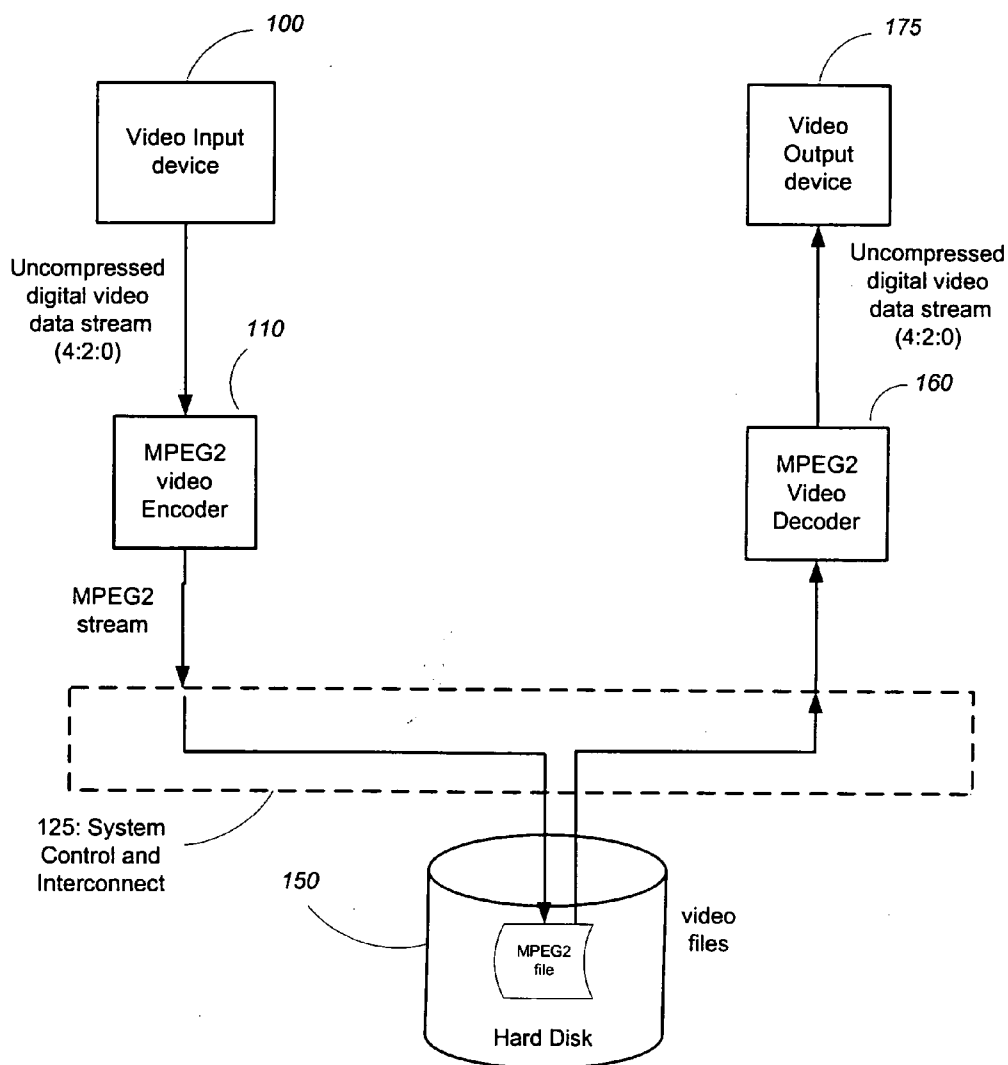 100
Video Input
device
Uncompressed
digital video
data stream
(4:2:0)
110
MPEG2
video
Encoder
MPEG2
stream
175
Video
Output
device
Uncompressed
digital video
data stream
(4:2:0)
160
MPEG2
Video
Decoder
125: System
Control and
Interconnect
150
MPEG2
file
Hard Disk
video
files